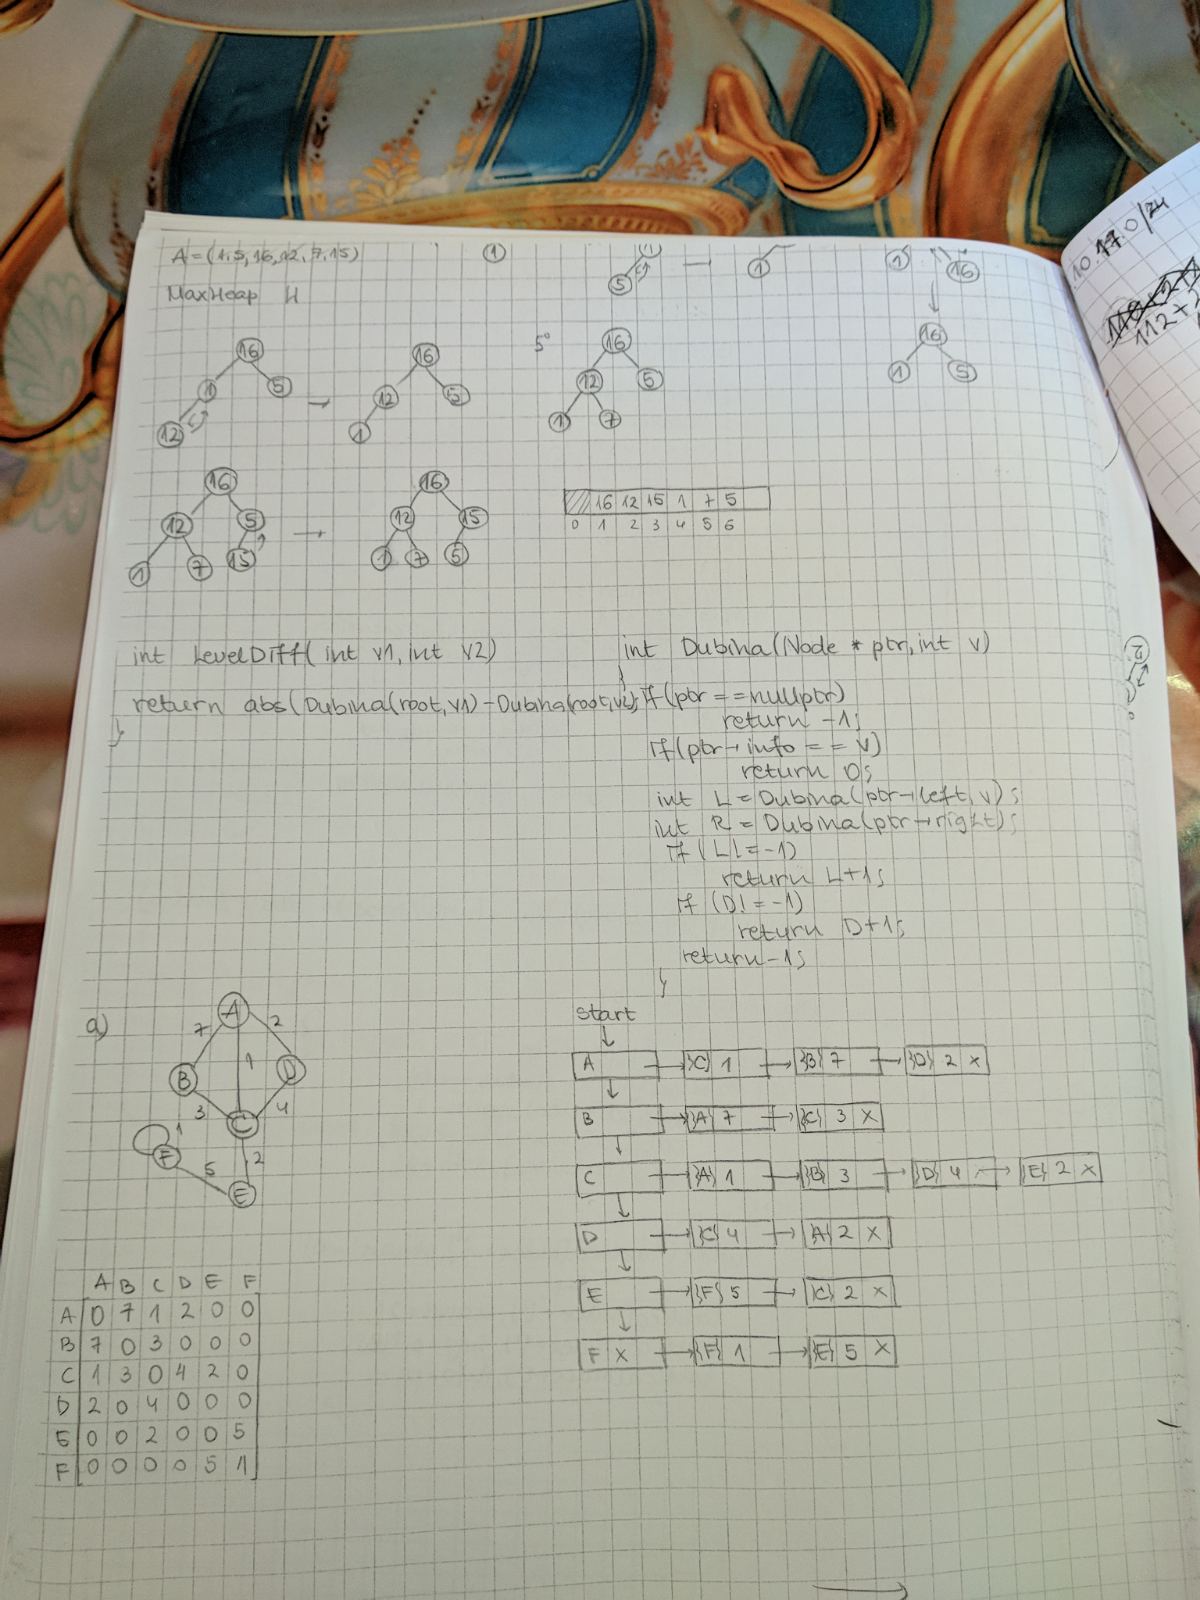 A = (1,5,16,12,7,15)
MaxHeap H
1
5
1
1 16
16
1 5
16
1 5
12
16
12 5
1
5°
16
12 5
1 7
16
12 5
1 7 15
16
12 15
1 7 5
16 12 15 1 7 5
0 1 2 3 4 5 6
int LevelDiff( int v1, int v2)
return abs(Dubina(root,v1)-Dubina(root,v2);
}
int Dubina(Node * ptr, int v)
{
if(ptr==nullptr)
return -1;
if(ptr→info == v)
return 0;
int L = Dubina(ptr→left, v);
int R = Dubina(ptr→right);
if (L!=-1)
return L+1;
if (D!=-1)
return D+1;
return -1;
}
a)
A
7 2
1
B D
3 4
C
1
F 2
5
E
start
A C 1 B 7 D 2 x
B A 7 C 3 x
C A 1 B 3 D 4 E 2 x
D C 4 A 2 x
E F 5 C 2 x
F x F 1 E 5 x
A B C D E F
A 0 7 1 2 0 0
B 7 0 3 0 0 0
C 1 3 0 4 2 0
D 2 0 4 0 0 0
E 0 0 2 0 0 5
F 0 0 0 0 5 1